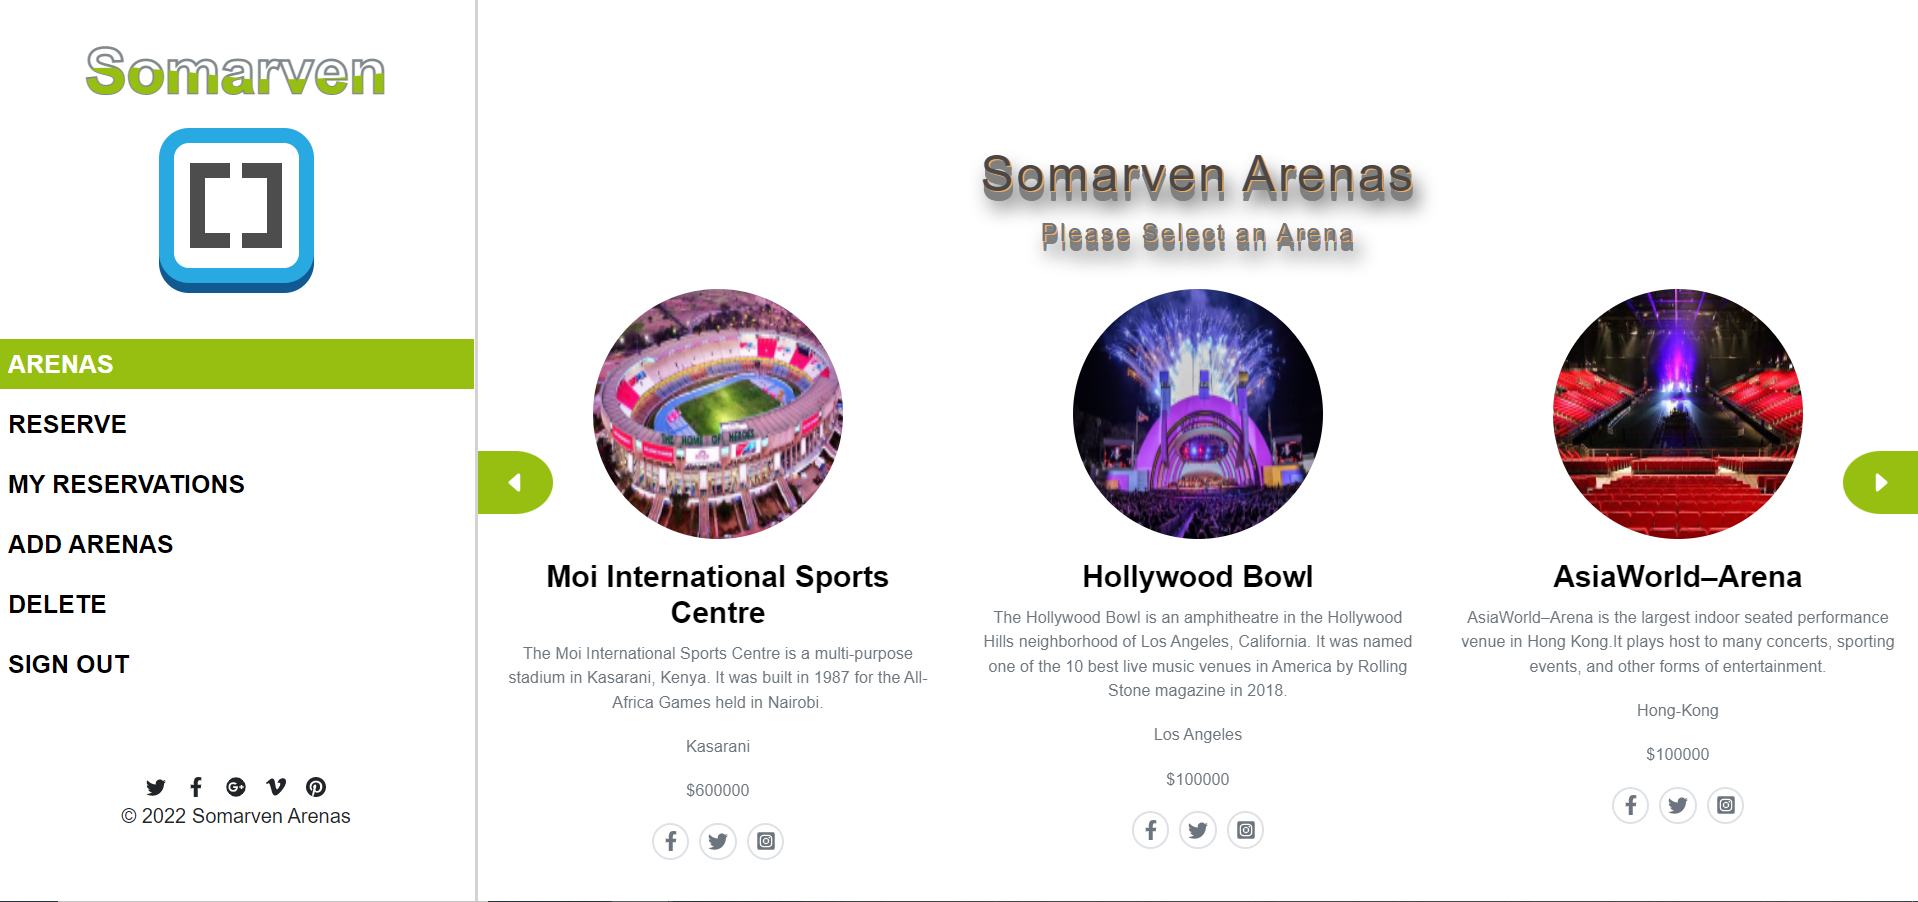 Somarven
ARENAS
RESERVE
MY RESERVATIONS
ADD ARENAS
DELETE
SIGN OUT
© 2022 Somarven Arenas
Somarven Arenas
Please Select an Arena
THE HOME OF HEROES
Moi International Sports
Centre
The Moi International Sports Centre is a multi-purpose
stadium in Kasarani, Kenya. It was built in 1987 for the All-
Africa Games held in Nairobi.
Kasarani
$600000
Hollywood Bowl
The Hollywood Bowl is an amphitheatre in the Hollywood
Hills neighborhood of Los Angeles, California. It was named
one of the 10 best live music venues in America by Rolling
Stone magazine in 2018.
Los Angeles
$100000
AsiaWorld–Arena
AsiaWorld–Arena is the largest indoor seated performance
venue in Hong Kong.It plays host to many concerts, sporting
events, and other forms of entertainment.
Hong-Kong
$100000